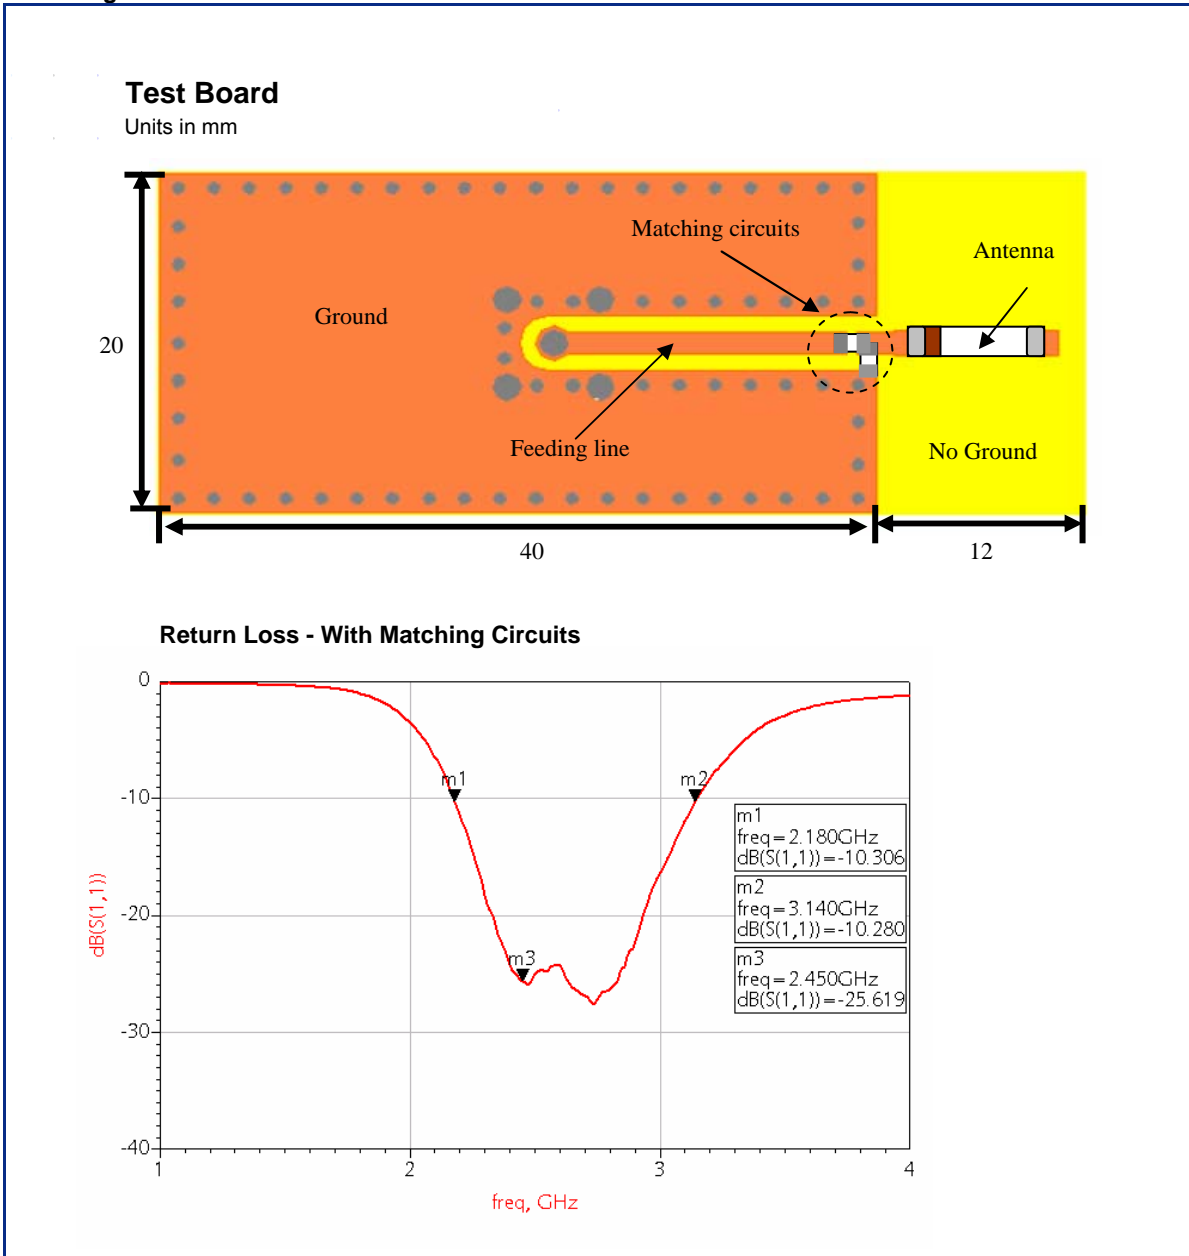 Test Board
Units in mm
Matching circuits
Antenna
Ground
20
Feeding line
No Ground
40
12
Return Loss - With Matching Circuits
0
m1
m2
-10
m1
freq=2.180GHz
dB(S(1,1))=-10.306
m2
freq=3.140GHz
dB(S(1,1))=-10.280
-20
dB(S(1,1))
m3
m3
freq=2.450GHz
dB(S(1,1))=-25.619
-30
-40
1
2
3
4
freq, GHz